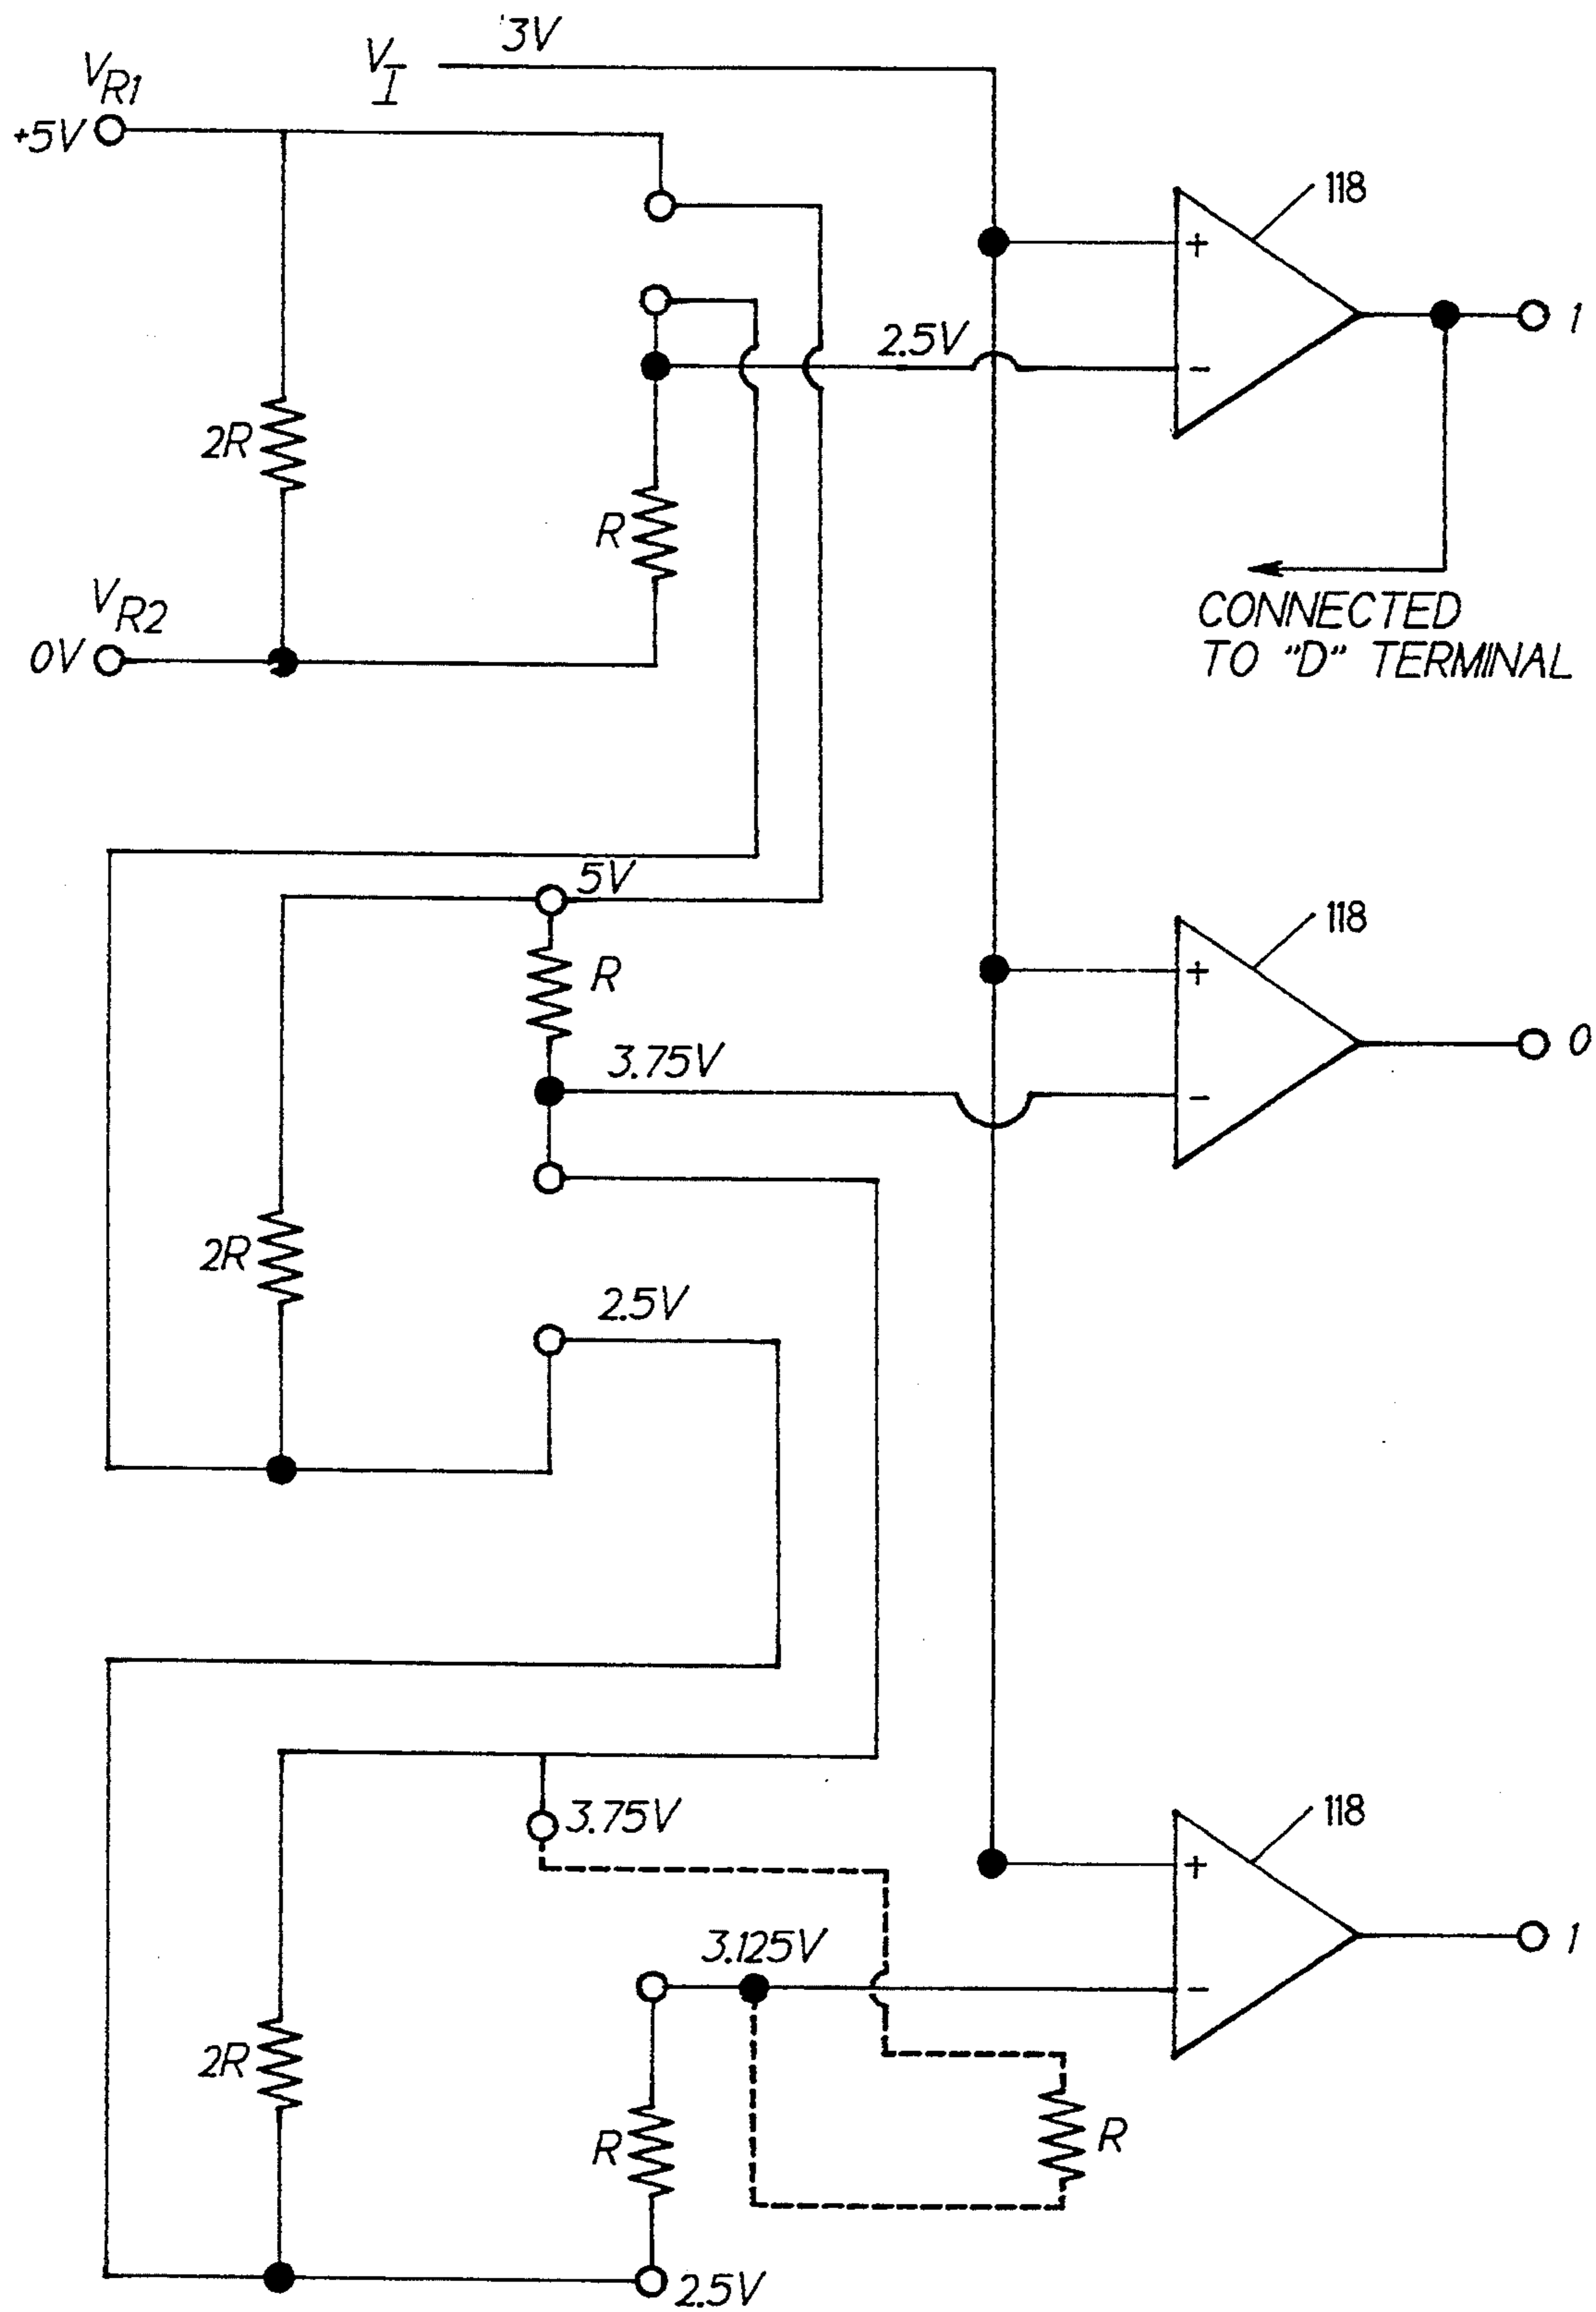 V_I 3V
V_R1
+5V
118
+
1
2.5V
-
2R
R
V_R2
0V
CONNECTED
TO "D" TERMINAL
5V
118
R
+
3.75V
0
-
2R
2.5V
3.75V
118
+
3.125V
1
-
2R
R
R
2.5V